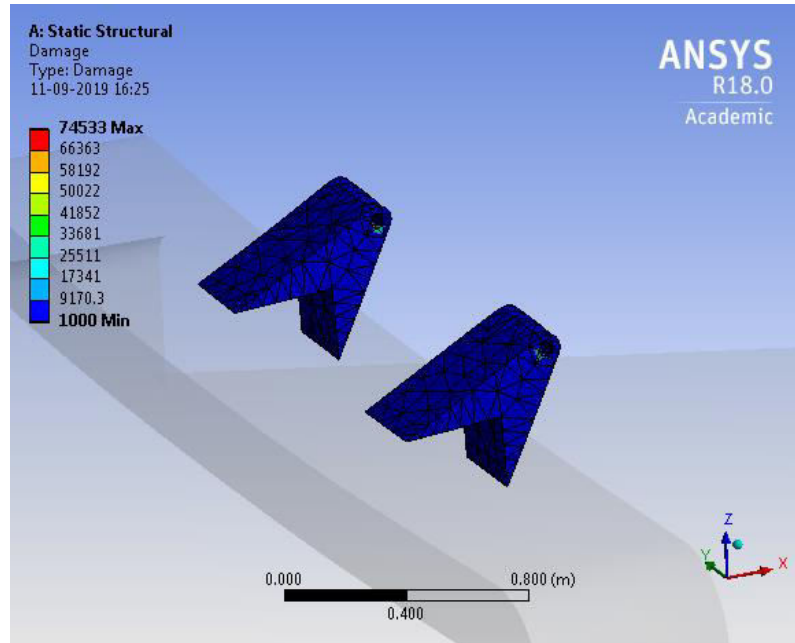 A: Static Structural
Damage
Type: Damage
11-09-2019 16:25
74533 Max
66363
58192
50022
41852
33681
25511
17341
9170.3
1000 Min
ANSYS
R18.0
Academic
0.000
0.800 (m)
0.400
Z
Y
X